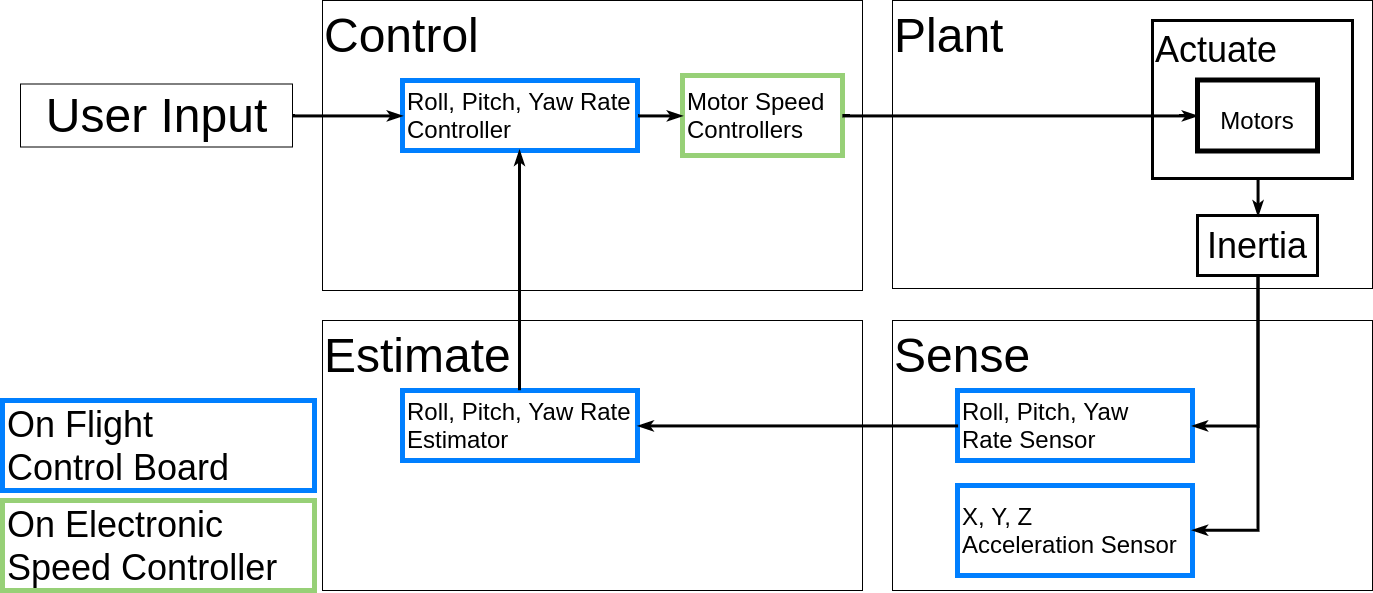 Control
Plant
Actuate
User Input
Roll, Pitch, Yaw Rate
Controller
Motor Speed
Controllers
Motors
Inertia
Estimate
Sense
Roll, Pitch, Yaw Rate
Estimator
Roll, Pitch, Yaw
Rate Sensor
X, Y, Z
Acceleration Sensor
On Flight
Control Board
On Electronic
Speed Controller